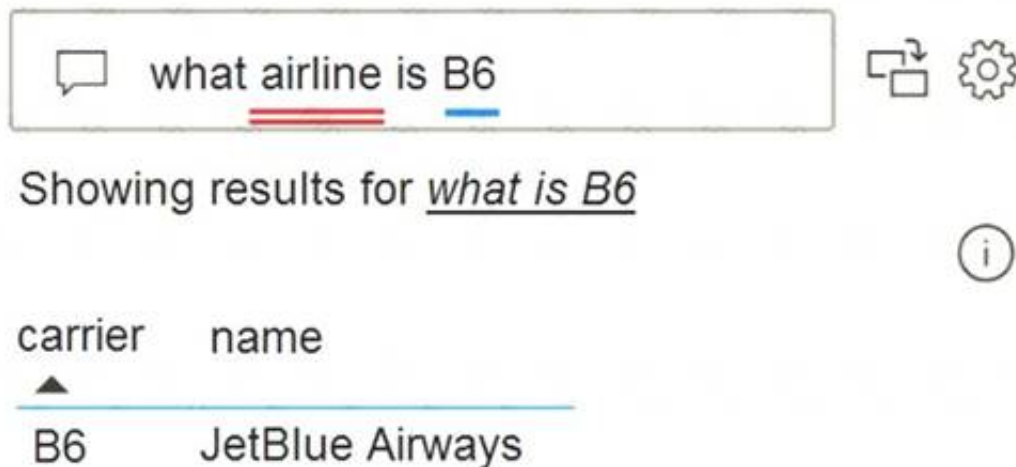 what airline is B6
Showing results for what is B6
i
carrier name
B6 JetBlue Airways